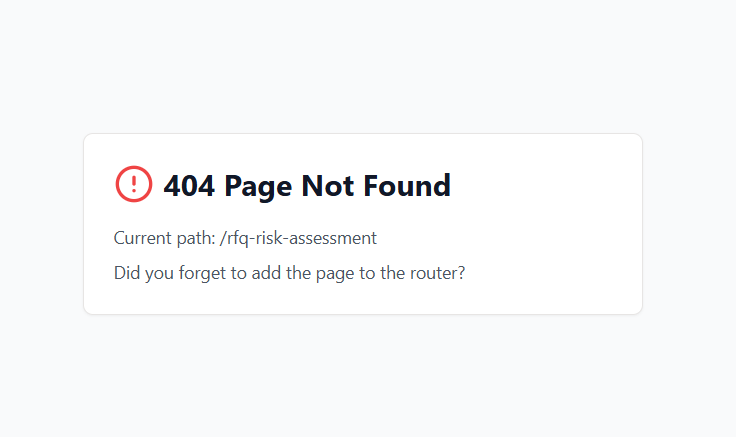 404 Page Not Found
Current path: /rfq-risk-assessment
Did you forget to add the page to the router?